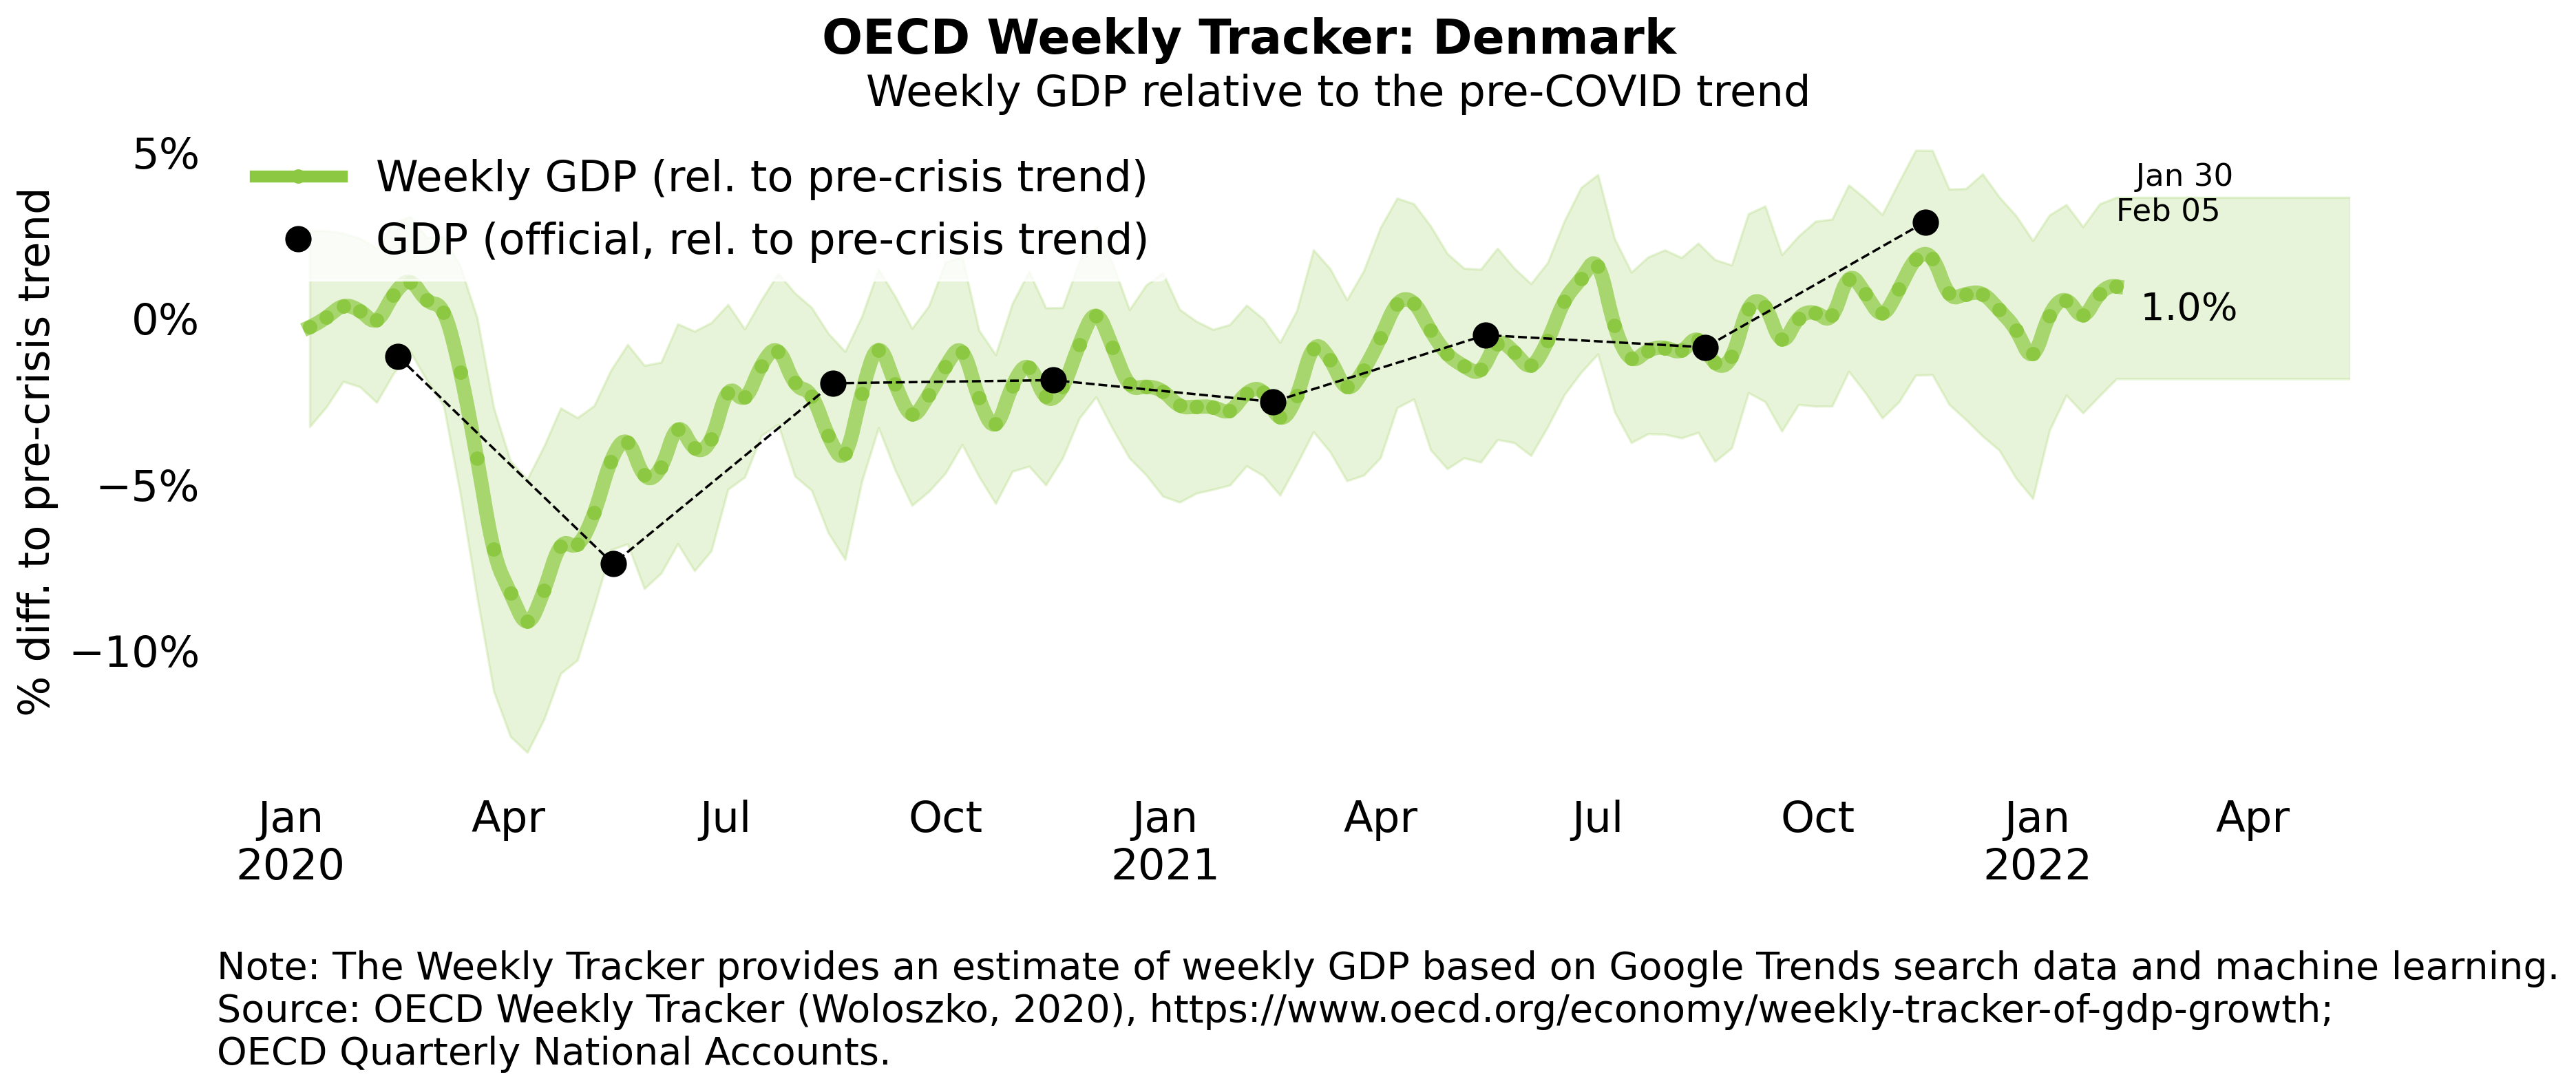 OECD Weekly Tracker: Denmark
Weekly GDP relative to the pre-COVID trend
% diff. to pre-crisis trend
5%
0%
−5%
−10%
Weekly GDP (rel. to pre-crisis trend)
GDP (official, rel. to pre-crisis trend)
Jan 30
Feb 05
1.0%
Jan Apr Jul Oct Jan Apr Jul Oct Jan Apr
2020 2021 2022
Note: The Weekly Tracker provides an estimate of weekly GDP based on Google Trends search data and machine learning.
Source: OECD Weekly Tracker (Woloszko, 2020), https://www.oecd.org/economy/weekly-tracker-of-gdp-growth;
OECD Quarterly National Accounts.